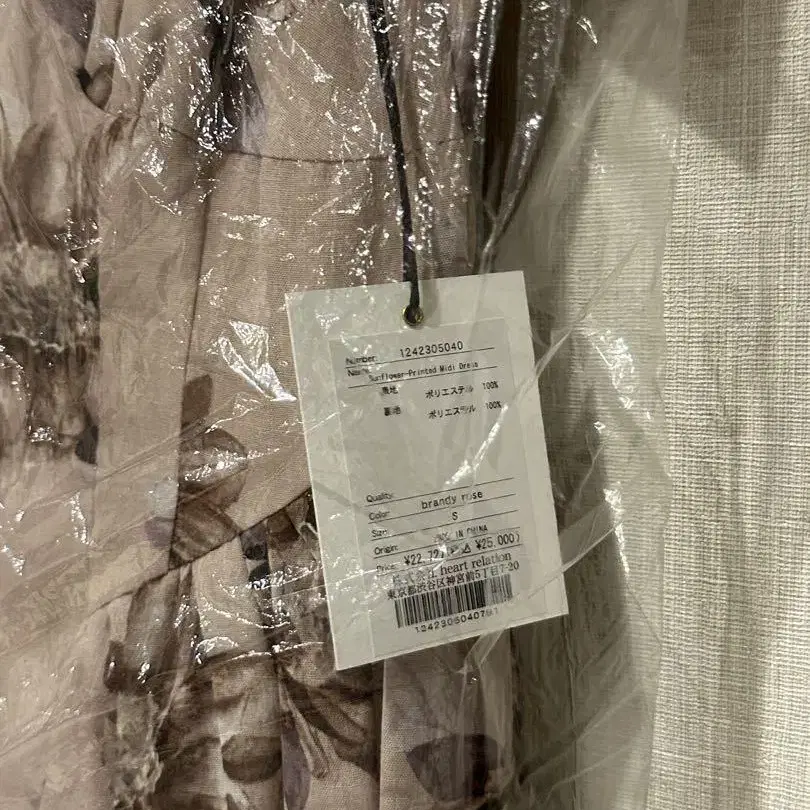 Number: 1242305040
Name: Sunflower-Printed Midi Dress
表地 ポリエステル 100%
裏地 ポリエステル 100%
Quality:
Color: brandy rose
Size: S
Origin: MADE IN CHINA
Price: ¥22,727 税込 ¥25,000)
株式会社 heart relation
東京都渋谷区神宮前5丁目7-20
1242305040791